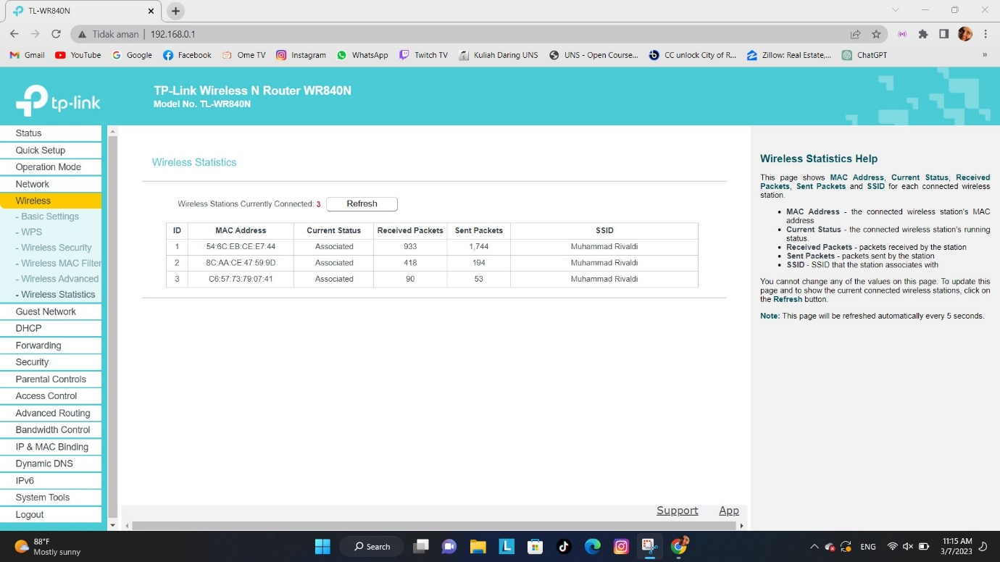 TL-WR840N
Tidak aman | 192.168.0.1
Gmail YouTube Google Facebook Ome TV Instagram WhatsApp Twitch TV Kuliah Daring UNS UNS - Open Course... CC unlock City of R... Zillow: Real Estate,... ChatGPT »
tp-link
TP-Link Wireless N Router WR840N
Model No. TL-WR840N
Status
Quick Setup
Operation Mode
Network
Wireless
- Basic Settings
- WPS
- Wireless Security
- Wireless MAC Filter
- Wireless Advanced
- Wireless Statistics
Guest Network
DHCP
Forwarding
Security
Parental Controls
Access Control
Advanced Routing
Bandwidth Control
IP & MAC Binding
Dynamic DNS
IPv6
System Tools
Logout
Wireless Statistics
Wireless Stations Currently Connected: 3 Refresh
ID MAC Address Current Status Received Packets Sent Packets SSID
1 54:6C:EB:CE:E7:44 Associated 933 1,744 Muhammad Rivaldi
2 8C:AA:CE:47:59:9D Associated 418 194 Muhammad Rivaldi
3 C6:57:73:79:07:41 Associated 90 53 Muhammad Rivaldi
Support App
Wireless Statistics Help
This page shows MAC Address, Current Status, Received
Packets, Sent Packets and SSID for each connected wireless
station.
• MAC Address - the connected wireless station's MAC
address
• Current Status - the connected wireless station's running
status.
• Received Packets - packets received by the station
• Sent Packets - packets sent by the station
• SSID - SSID that the station associates with
You cannot change any of the values on this page. To update this
page and to show the current connected wireless stations, click on
the Refresh button.
Note: This page will be refreshed automatically every 5 seconds.
88°F
Mostly sunny
Search
ENG
11:15 AM
3/7/2023